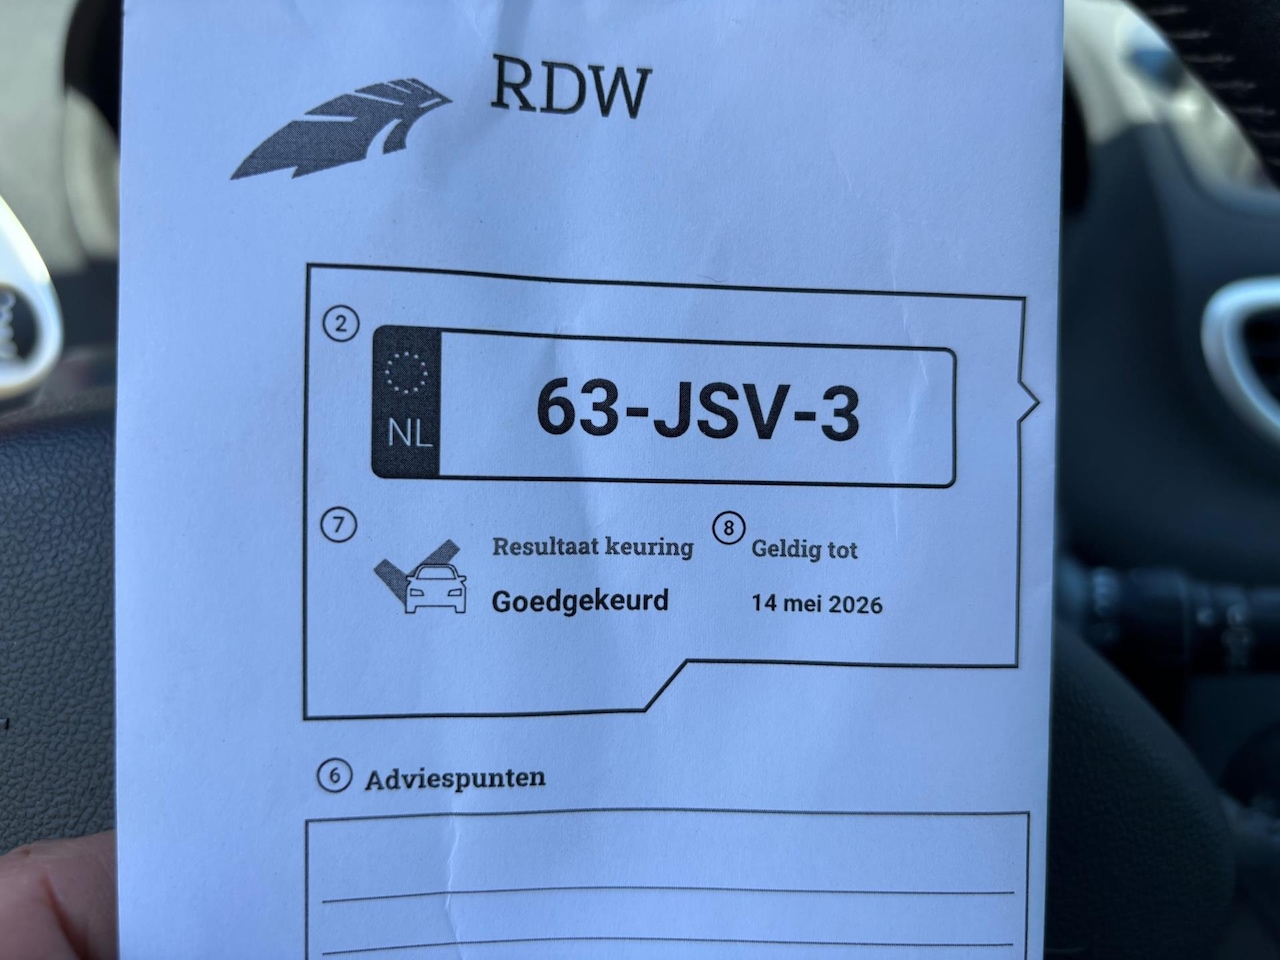 RDW
2
NL
63-JSV-3
7
Resultaat keuring
8
Geldig tot
Goedgekeurd
14 mei 2026
6 Adviespunten